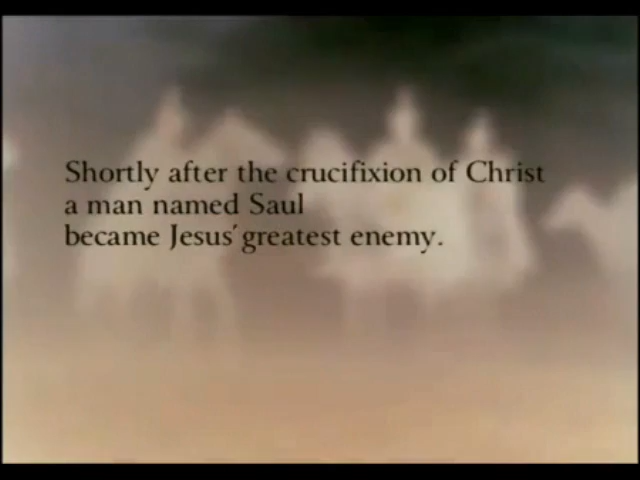 Shortly after the crucifixion of Christ
a man named Saul
became Jesus' greatest enemy.